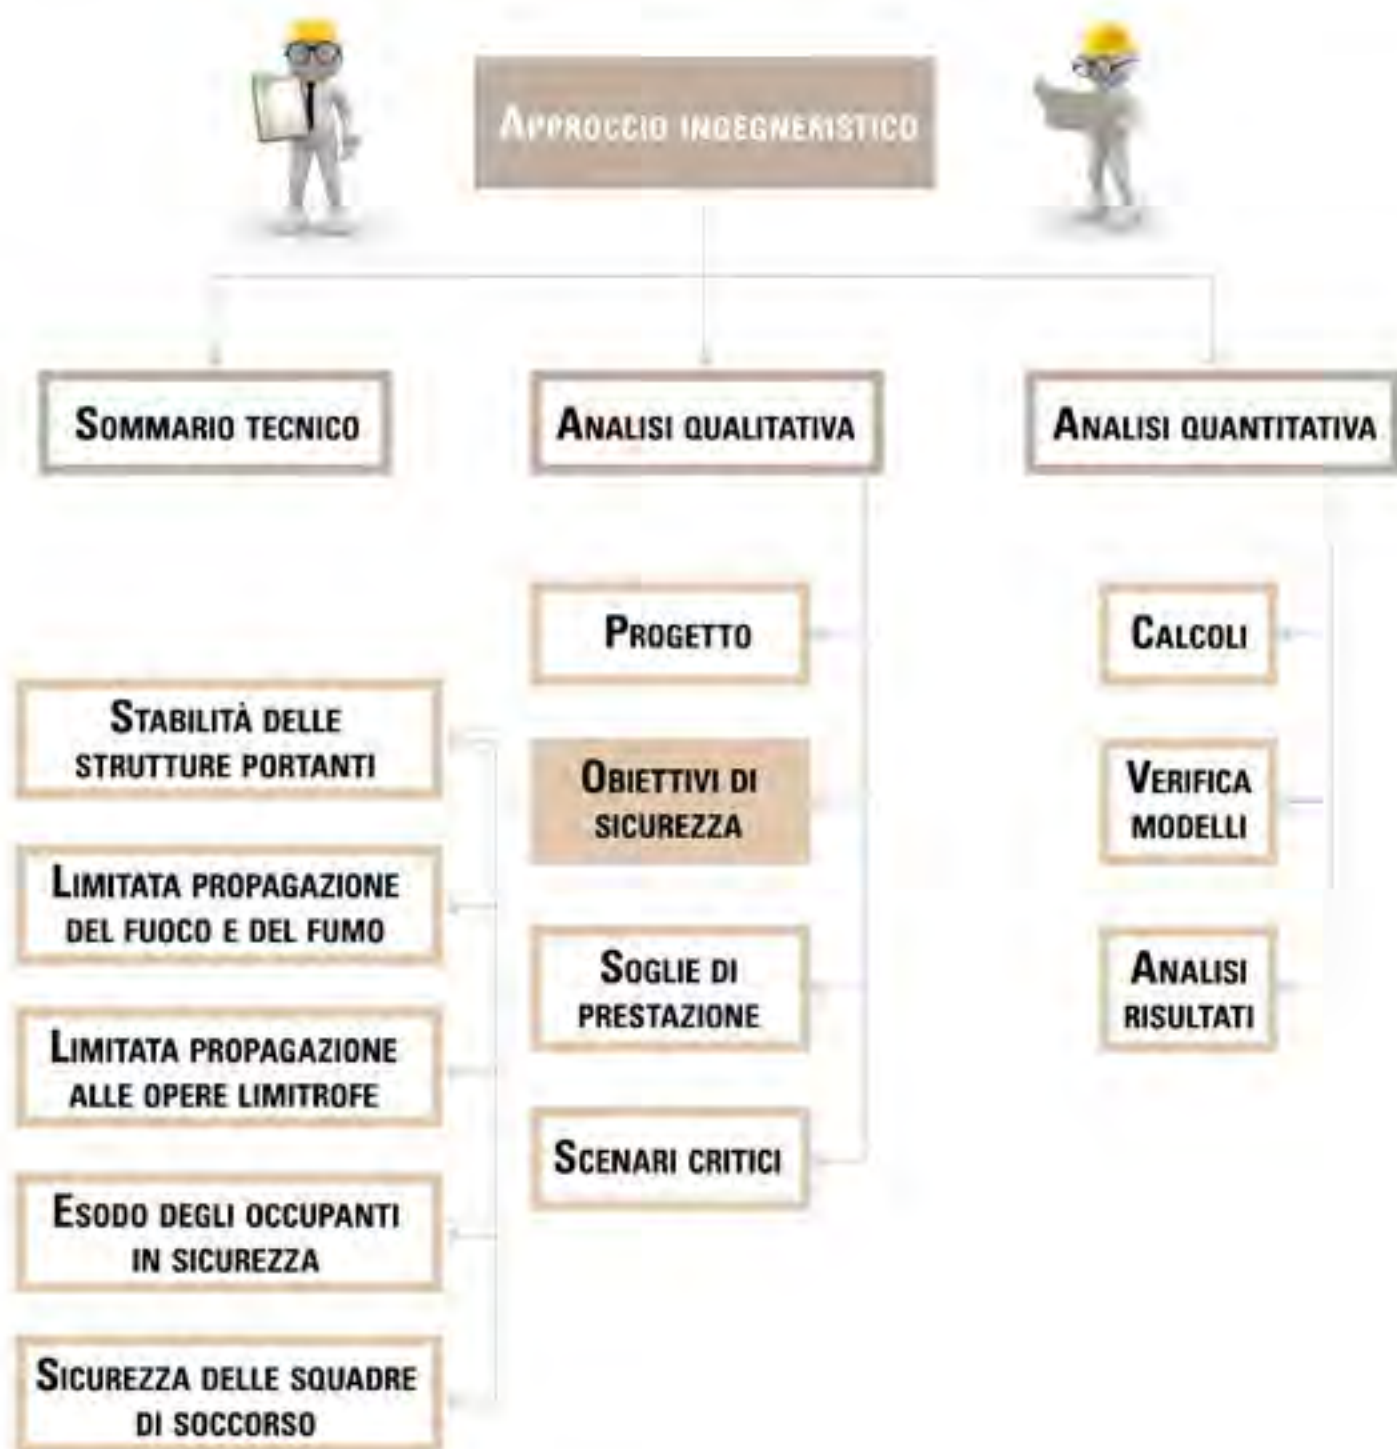 APPROCCIO INGEGNERISTICO
SOMMARIO TECNICO
ANALISI QUALITATIVA
ANALISI QUANTITATIVA
PROGETTO
OBIETTIVI DI
SICUREZZA
SOGLIE DI
PRESTAZIONE
SCENARI CRITICI
CALCOLI
VERIFICA
MODELLI
ANALISI
RISULTATI
STABILITÀ DELLE
STRUTTURE PORTANTI
LIMITATA PROPAGAZIONE
DEL FUOCO E DEL FUMO
LIMITATA PROPAGAZIONE
ALLE OPERE LIMITROFE
ESODO DEGLI OCCUPANTI
IN SICUREZZA
SICUREZZA DELLE SQUADRE
DI SOCCORSO